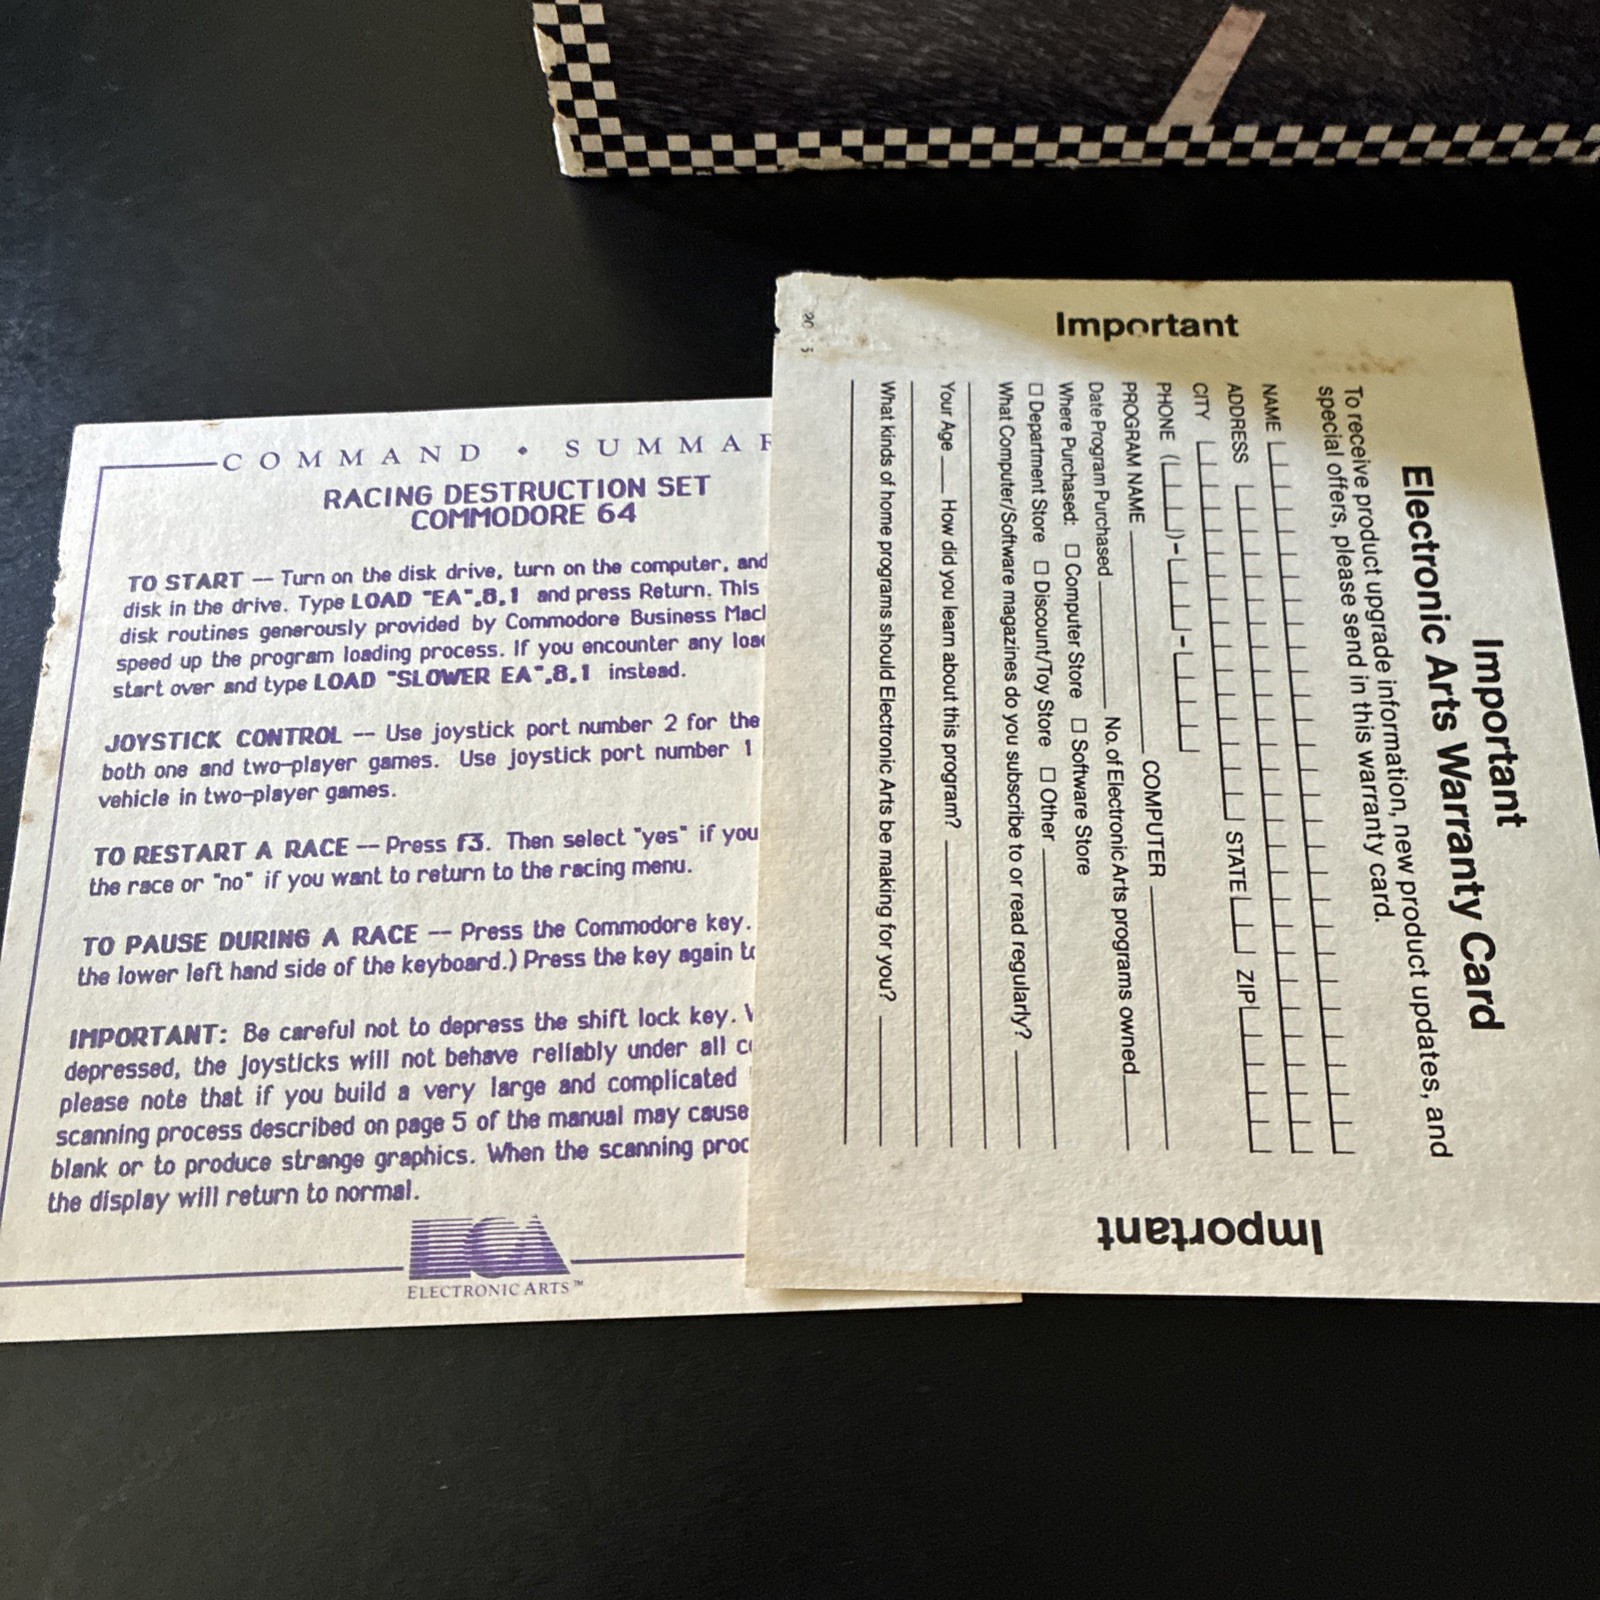 COMMAND • SUMMAR
RACING DESTRUCTION SET
COMMODORE 64
TO START — Turn on the disk drive, turn on the computer, and
disk in the drive. Type LOAD "EA",8,1 and press Return. This
disk routines generously provided by Commodore Business
speed up the program loading process. If you encounter any
start over and type LOAD "SLOWER EA",8,1 instead.
JOYSTICK CONTROL — Use joystick port number 2 for the
both one and two-player games. Use joystick port number 1
vehicle in two-player games.
TO RESTART A RACE — Press f3. Then select "yes" if you
the race or "no" if you want to return to the racing menu.
TO PAUSE DURING A RACE — Press the Commodore key.
the lower left hand side of the keyboard.) Press the key again
IMPORTANT: Be careful not to depress the shift lock key.
depressed, the joysticks will not behave reliably under all
please note that if you build a very large and complicated
scanning process described on page 5 of the manual may cause
blank or to produce strange graphics. When the scanning
the display will return to normal.
EA
ELECTRONIC ARTS™
Important
Important
Electronic Arts Warranty Card
To receive product upgrade information, new product updates, and
special offers, please send in this warranty card.
NAME
ADDRESS
CITY STATE ZIP
PHONE ( ) - -
PROGRAM NAME COMPUTER
Date Program Purchased No. of Electronic Arts programs owned
Where Purchased: □ Computer Store □ Software Store
□ Department Store □ Discount/Toy Store □ Other
What Computer/Software magazines do you subscribe to or read regularly?
Your Age How did you learn about this program?
What kinds of home programs should Electronic Arts be making for you?
Important